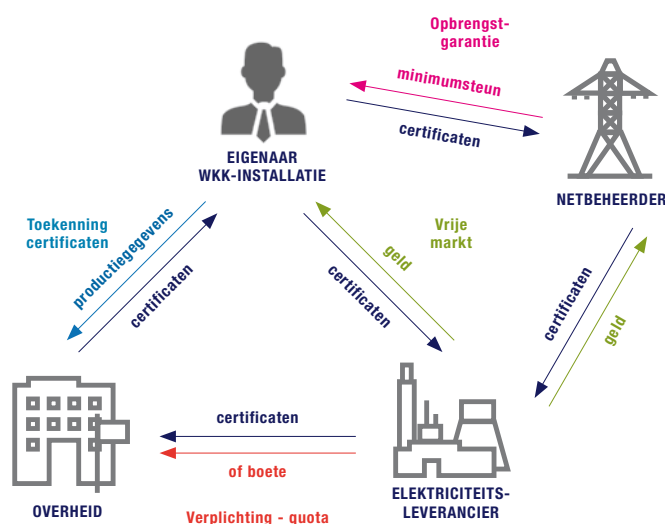 Opbrengst-
garantie
minimumsteun
certificaten
EIGENAAR
WKK-INSTALLATIE
NETBEHEERDER
Toekenning
certificaten
productiegegevens
certificaten
Vrije
markt
geld
certificaten
certificaten
geld
certificaten
of boete
OVERHEID
ELEKTRICITEITS-
LEVERANCIER
Verplichting - quota